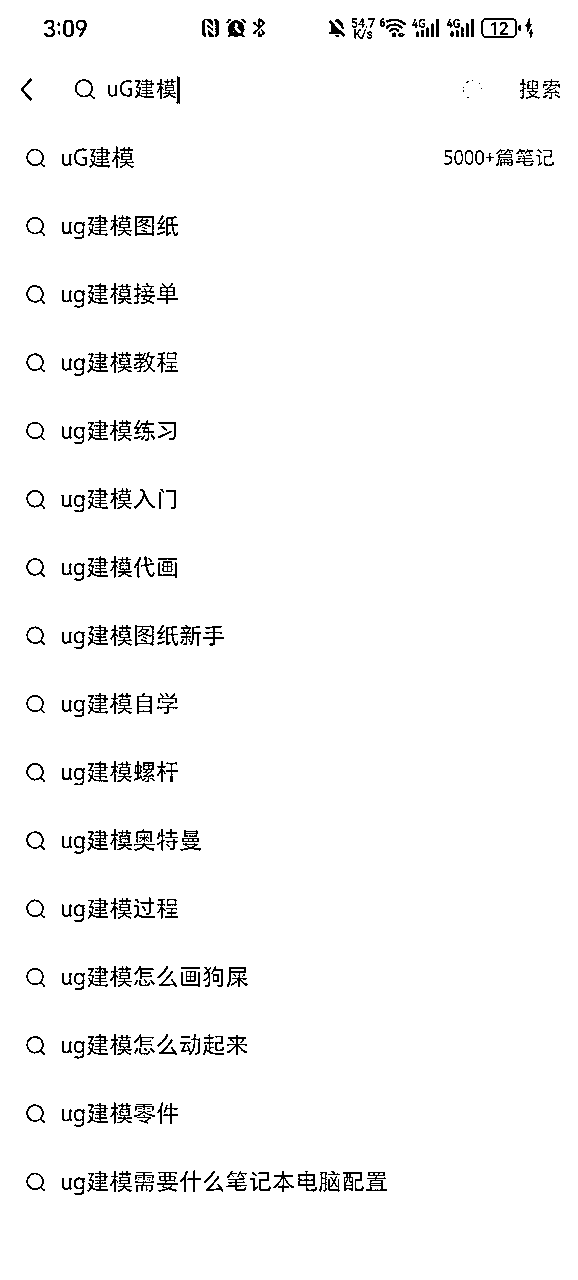 3:09 54.7 K/s 6 4G 4G 12
uG建模 搜索
uG建模 5000+篇笔记
ug建模图纸
ug建模接单
ug建模教程
ug建模练习
ug建模入门
ug建模代画
ug建模图纸新手
ug建模自学
ug建模螺杆
ug建模奥特曼
ug建模过程
ug建模怎么画狗屎
ug建模怎么动起来
ug建模零件
ug建模需要什么笔记本电脑配置